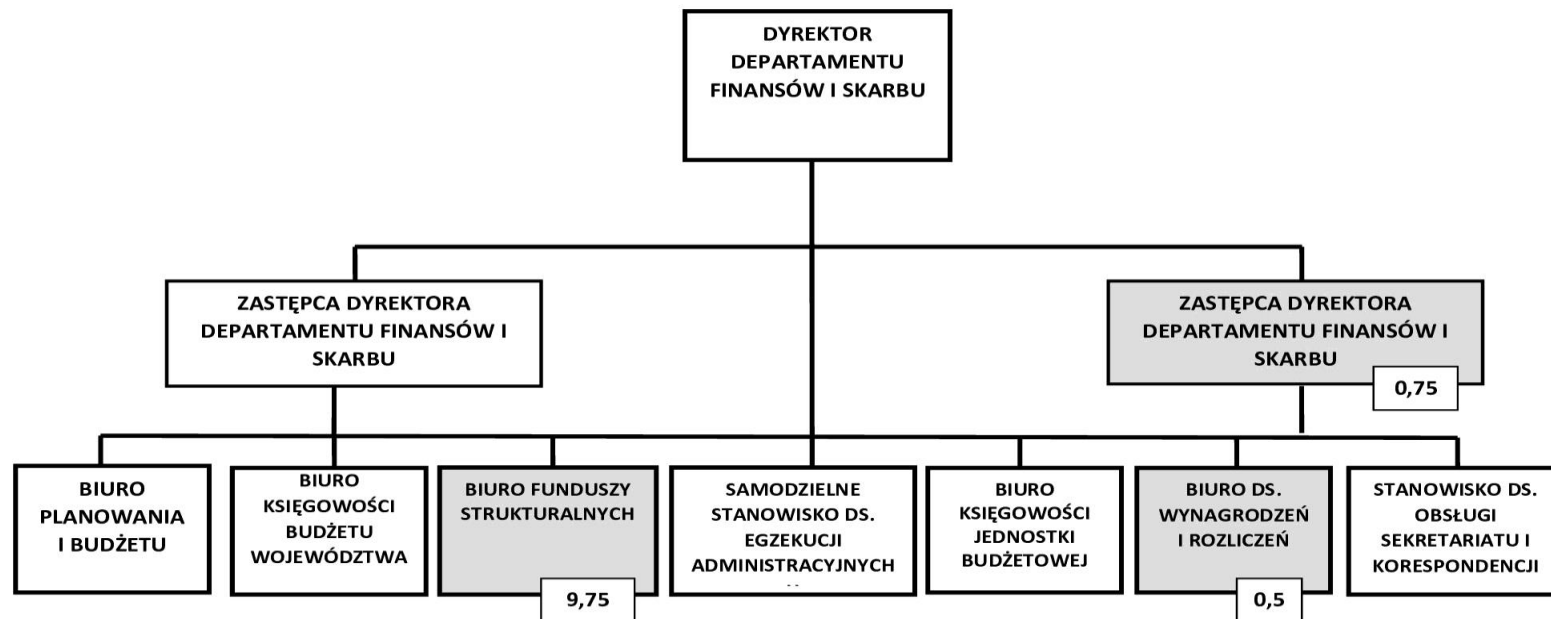 DYREKTOR
DEPARTAMENTU
FINANSÓW I SKARBU
ZASTĘPCA DYREKTORA
DEPARTAMENTU FINANSÓW I
SKARBU
ZASTĘPCA DYREKTORA
DEPARTAMENTU FINANSÓW I
SKARBU
0,75
BIURO
PLANOWANIA
I BUDŻETU
BIURO
KSIĘGOWOŚCI
BUDŻETU
WOJEWÓDZTWA
BIURO FUNDUSZY
STRUKTURALNYCH
9,75
SAMODZIELNE
STANOWISKO DS.
EGZEKUCJI
ADMINISTRACYJNYCH
BIURO
KSIĘGOWOŚCI
JEDNOSTKI
BUDŻETOWEJ
BIURO DS.
WYNAGRODZEŃ
I ROZLICZEŃ
0,5
STANOWISKO DS.
OBSŁUGI
SEKRETARIATU I
KORESPONDENCJI